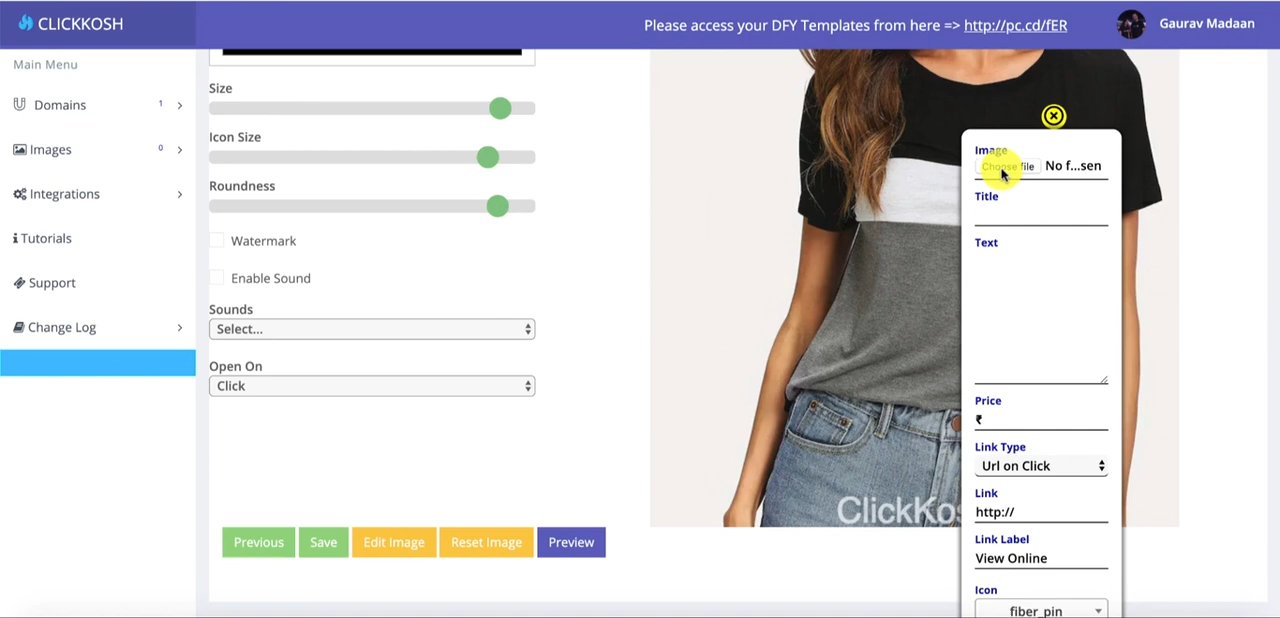 CLICKKOSH
Please access your DFY Templates from here => http://pc.cd/fER
Gaurav Madaan
Main Menu
Domains 1
Images 0
Integrations
Tutorials
Support
Change Log
Size
Icon Size
Roundness
Watermark
Enable Sound
Sounds
Select...
Open On
Click
Previous
Save
Edit Image
Reset Image
Preview
Image
Choose file No f...sen
Title
Text
Price
₹
Link Type
Url on Click
Link
http://
Link Label
View Online
Icon
fiber_pin